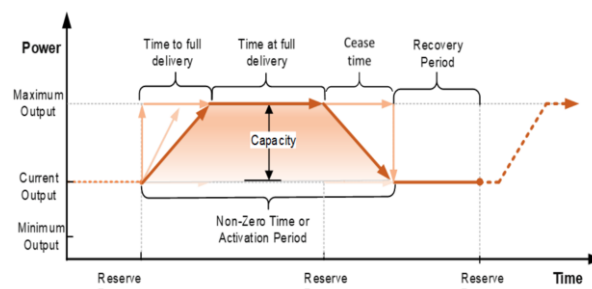 Power
Time to full
delivery
Time at full
delivery
Cease
time
Recovery
Period
Maximum
Output
Capacity
Current
Output
Non-Zero Time or
Activation Period
Minimum
Output
Reserve
Reserve
Reserve
Time